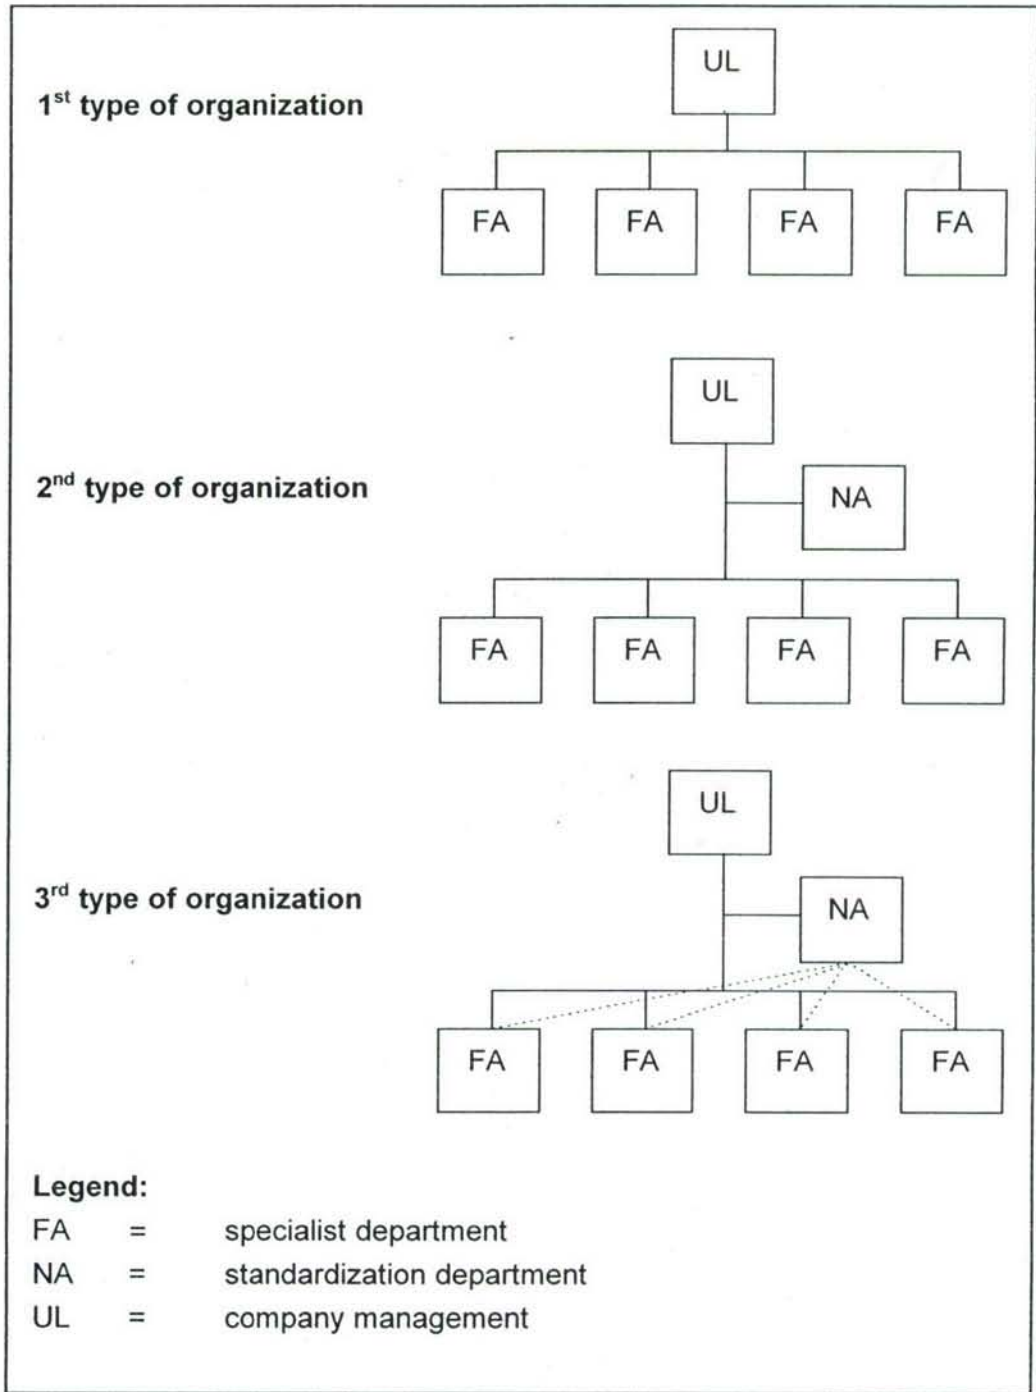 UL
1st type of organization
FA FA FA FA
UL
2nd type of organization
NA
FA FA FA FA
UL
3rd type of organization
NA
FA FA FA FA
Legend:
FA = specialist department
NA = standardization department
UL = company management